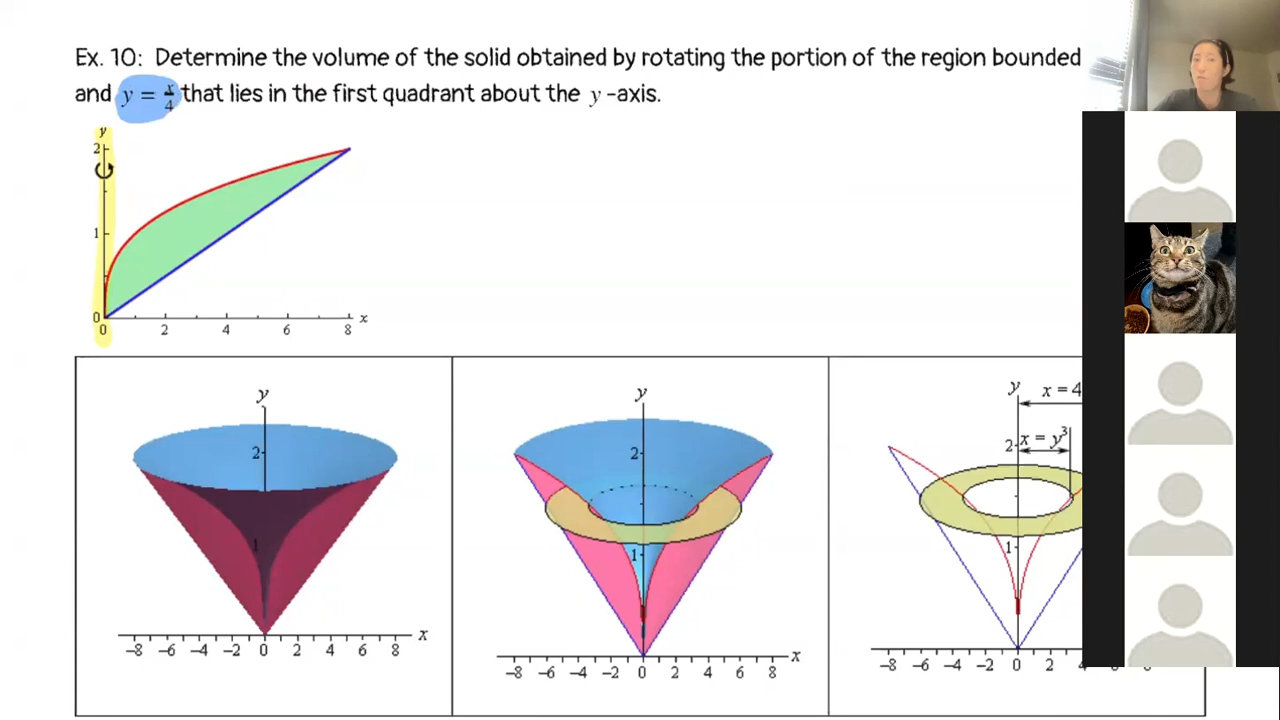 Ex. 10: Determine the volume of the solid obtained by rotating the portion of the region bounded
and y = x/4 that lies in the first quadrant about the y -axis.
y
2
1
0
0 2 4 6 8 x
y
2
1
-8 -6 -4 -2 0 2 4 6 8 x
y
2
1
-8 -6 -4 -2 0 2 4 6 8 x
y x = 4
2 x = y³
1
-8 -6 -4 -2 0 2